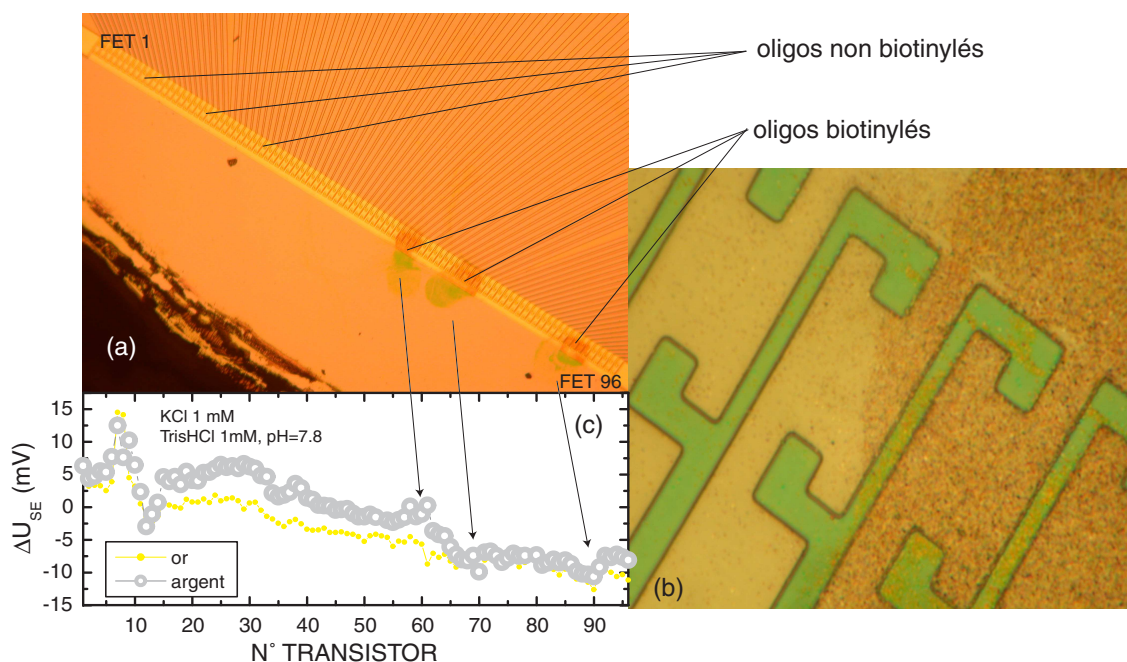 FET 1
oligos non biotinylés
oligos biotinylés
(a)
FET 96
(b)
(c)
KCl 1 mM
TrisHCl 1mM, pH=7.8
ΔU_SE (mV)
15
10
5
0
-5
-10
-15
or
argent
10 20 30 40 50 60 70 80 90
N° TRANSISTOR